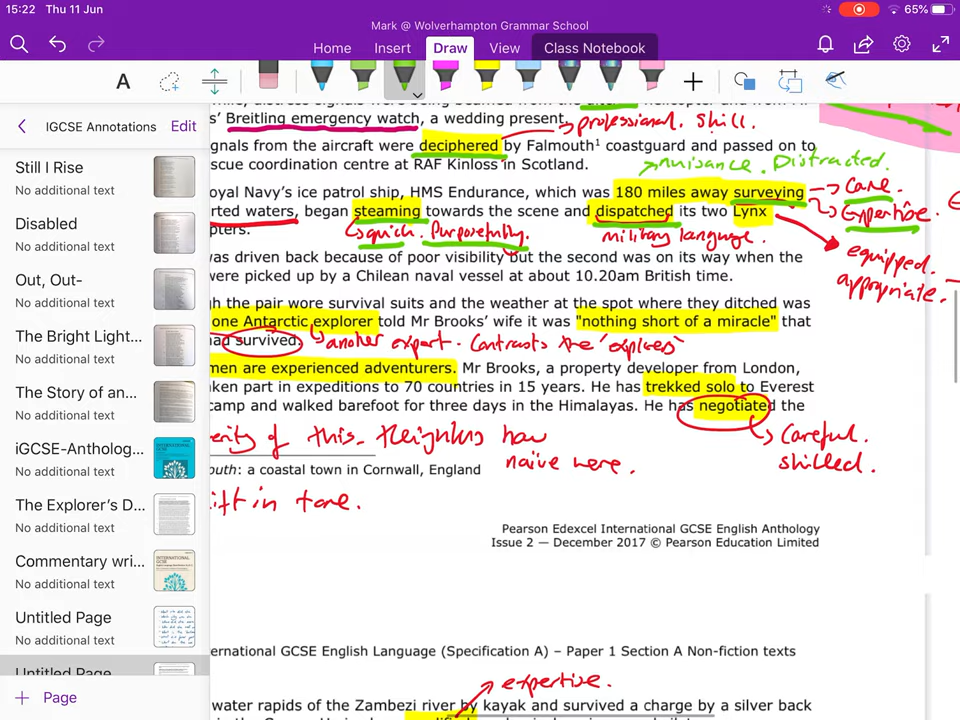 15:22 Thu 11 Jun
65%
Mark @ Wolverhampton Grammar School
Home Insert Draw View Class Notebook
IGCSE Annotations Edit
Still I Rise
No additional text
Disabled
No additional text
Out, Out-
No additional text
The Bright Light...
No additional text
The Story of an...
No additional text
iGCSE-Antholog...
No additional text
The Explorer's D...
No additional text
Commentary wri...
No additional text
Untitled Page
No additional text
Untitled Page
+ Page
s' Breitling emergency watch, a wedding present.
professional. skill.
gnals from the aircraft were deciphered by Falmouth¹ coastguard and passed on to
scue coordination centre at RAF Kinloss in Scotland.
nuisance. Distracted.
oyal Navy's ice patrol ship, HMS Endurance, which was 180 miles away surveying
Care.
rted waters, began steaming towards the scene and dispatched its two Lynx
Expertise.
pters.
quick. Purposefully.
military language.
equipped.
appropriate.
was driven back because of poor visibility but the second was on its way when the
were picked up by a Chilean naval vessel at about 10.20am British time.
gh the pair wore survival suits and the weather at the spot where they ditched was
one Antarctic explorer told Mr Brooks' wife it was "nothing short of a miracle" that
had survived.
another expert. Contrasts the
men are experienced adventurers. Mr Brooks, a property developer from London,
aken part in expeditions to 70 countries in 15 years. He has trekked solo to Everest
camp and walked barefoot for three days in the Himalayas. He has negotiated the
Careful.
skilled.
erity of this. Heightens how
naive were.
outh: a coastal town in Cornwall, England
ift in tone.
Pearson Edexcel International GCSE English Anthology
Issue 2 — December 2017 © Pearson Education Limited
ernational GCSE English Language (Specification A) – Paper 1 Section A Non-fiction texts
expertise.
water rapids of the Zambezi river by kayak and survived a charge by a silver back